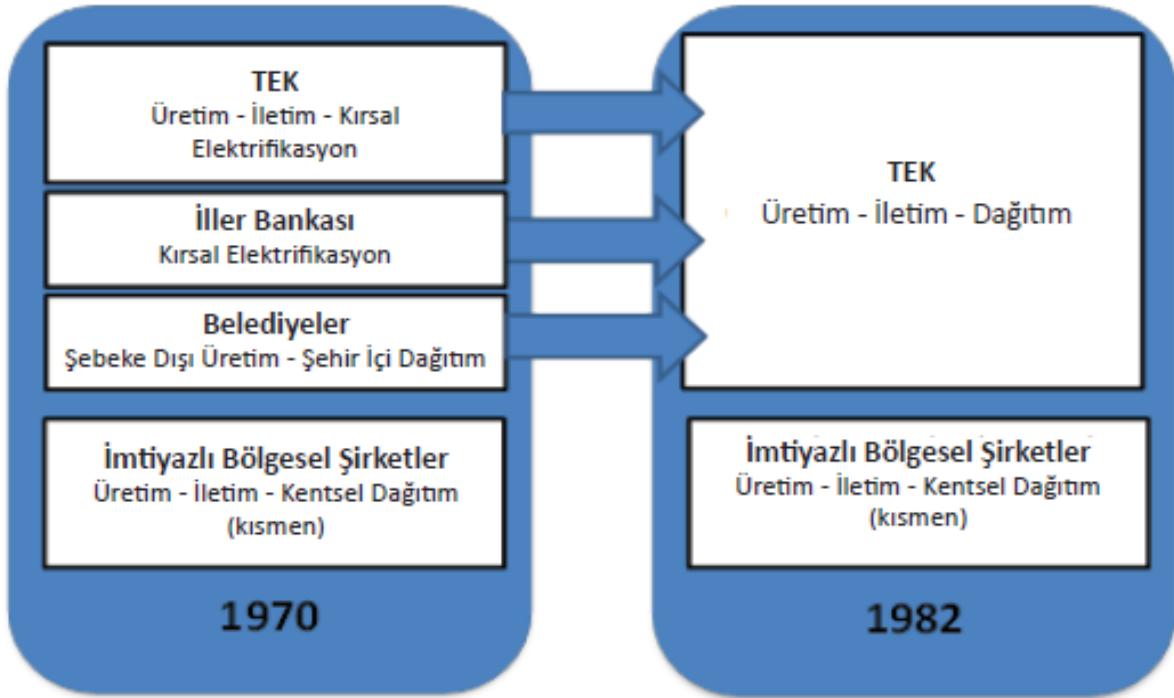 TEK
Üretim - İletim - Kırsal
Elektrifikasyon
İller Bankası
Kırsal Elektrifikasyon
Belediyeler
Şebeke Dışı Üretim - Şehir İçi Dağıtım
İmtiyazlı Bölgesel Şirketler
Üretim - İletim - Kentsel Dağıtım
(kısmen)
1970
TEK
Üretim - İletim - Dağıtım
İmtiyazlı Bölgesel Şirketler
Üretim - İletim - Kentsel Dağıtım
(kısmen)
1982